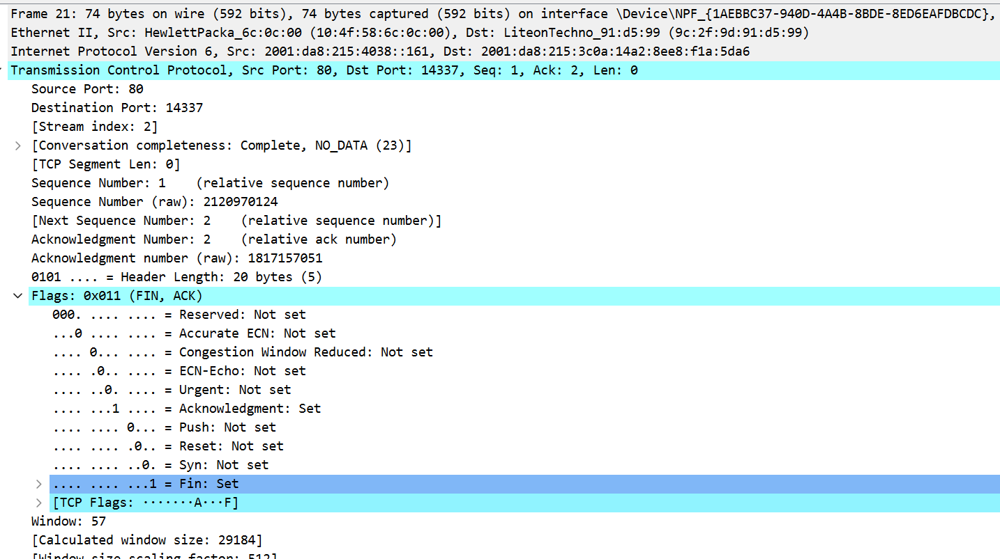 Frame 21: 74 bytes on wire (592 bits), 74 bytes captured (592 bits) on interface \Device\NPF_{1AEBBC37-940D-4A4B-8BDE-8ED6EAFDBCDC},
Ethernet II, Src: HewlettPacka_6c:0c:00 (10:4f:58:6c:0c:00), Dst: LiteonTechno_91:d5:99 (9c:2f:9d:91:d5:99)
Internet Protocol Version 6, Src: 2001:da8:215:4038::161, Dst: 2001:da8:215:3c0a:14a2:8ee8:f1a:5da6
Transmission Control Protocol, Src Port: 80, Dst Port: 14337, Seq: 1, Ack: 2, Len: 0
Source Port: 80
Destination Port: 14337
[Stream index: 2]
[Conversation completeness: Complete, NO_DATA (23)]
[TCP Segment Len: 0]
Sequence Number: 1    (relative sequence number)
Sequence Number (raw): 2120970124
[Next Sequence Number: 2    (relative sequence number)]
Acknowledgment Number: 2    (relative ack number)
Acknowledgment number (raw): 1817157051
0101 .... = Header Length: 20 bytes (5)
Flags: 0x011 (FIN, ACK)
000. .... .... = Reserved: Not set
...0 .... .... = Accurate ECN: Not set
.... 0... .... = Congestion Window Reduced: Not set
.... .0.. .... = ECN-Echo: Not set
.... ..0. .... = Urgent: Not set
.... ...1 .... = Acknowledgment: Set
.... .... 0... = Push: Not set
.... .... .0.. = Reset: Not set
.... .... ..0. = Syn: Not set
.... .... ...1 = Fin: Set
[TCP Flags: ·······A···F]
Window: 57
[Calculated window size: 29184]
[Window size scaling factor: 512]